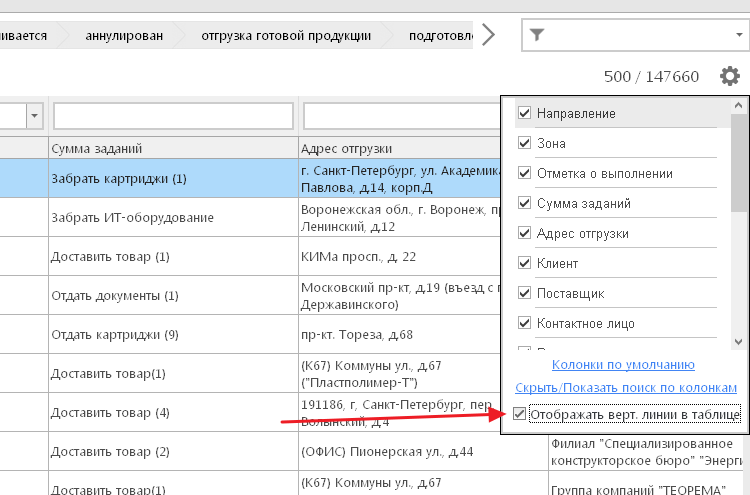 ивается
аннулирован
отгрузка готовой продукции
подготовле
500 / 147660
Сумма заданий
Адрес отгрузки
Забрать картриджи (1)
г. Санкт-Петербург, ул. Академика
Павлова, д.14, корп.Д
Забрать ИТ-оборудование
Воронежская обл., г. Воронеж, пр
Ленинский, д.12
Доставить товар (1)
КИМа просп., д. 22
Отдать документы (1)
Московский пр-кт, д.19 (въезд с п
Державинского)
Отдать картриджи (9)
пр-кт. Тореза, д.68
Доставить товар(1)
(К67) Коммуны ул., д.67
("Пластполимер-Т")
Доставить товар (4)
191186, г, Санкт-Петербург, пер
Волынский, д.4
Доставить товар (2)
(ОФИС) Пионерская ул., д.44
Филиал "Специализированное
конструкторское бюро" "Энерги
Доставить товар(1)
(К67) Коммуны ул., д.67
Группа компаний "ТЕОРЕМА"
Направление
Зона
Отметка о выполнении
Сумма заданий
Адрес отгрузки
Клиент
Поставщик
Контактное лицо
Колонки по умолчанию
Скрыть/Показать поиск по колонкам
Отображать верт. линии в таблице